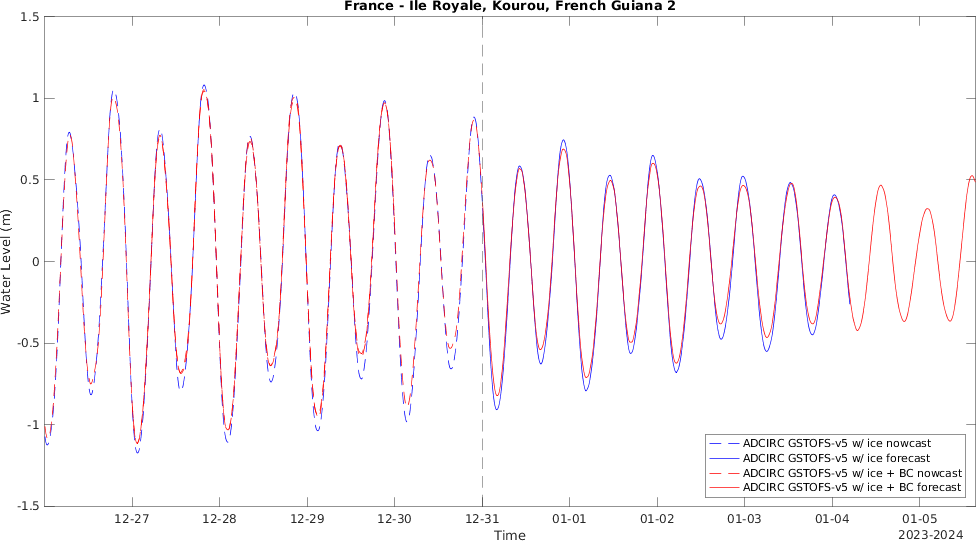 France - Ile Royale, Kourou, French Guiana 2
1.5
1
0.5
0
-0.5
-1
-1.5
Water Level (m)
12-27 12-28 12-29 12-30 12-31 01-01 01-02 01-03 01-04 01-05
Time
2023-2024
ADCIRC GSTOFS-v5 w/ ice nowcast
ADCIRC GSTOFS-v5 w/ ice forecast
ADCIRC GSTOFS-v5 w/ ice + BC nowcast
ADCIRC GSTOFS-v5 w/ ice + BC forecast